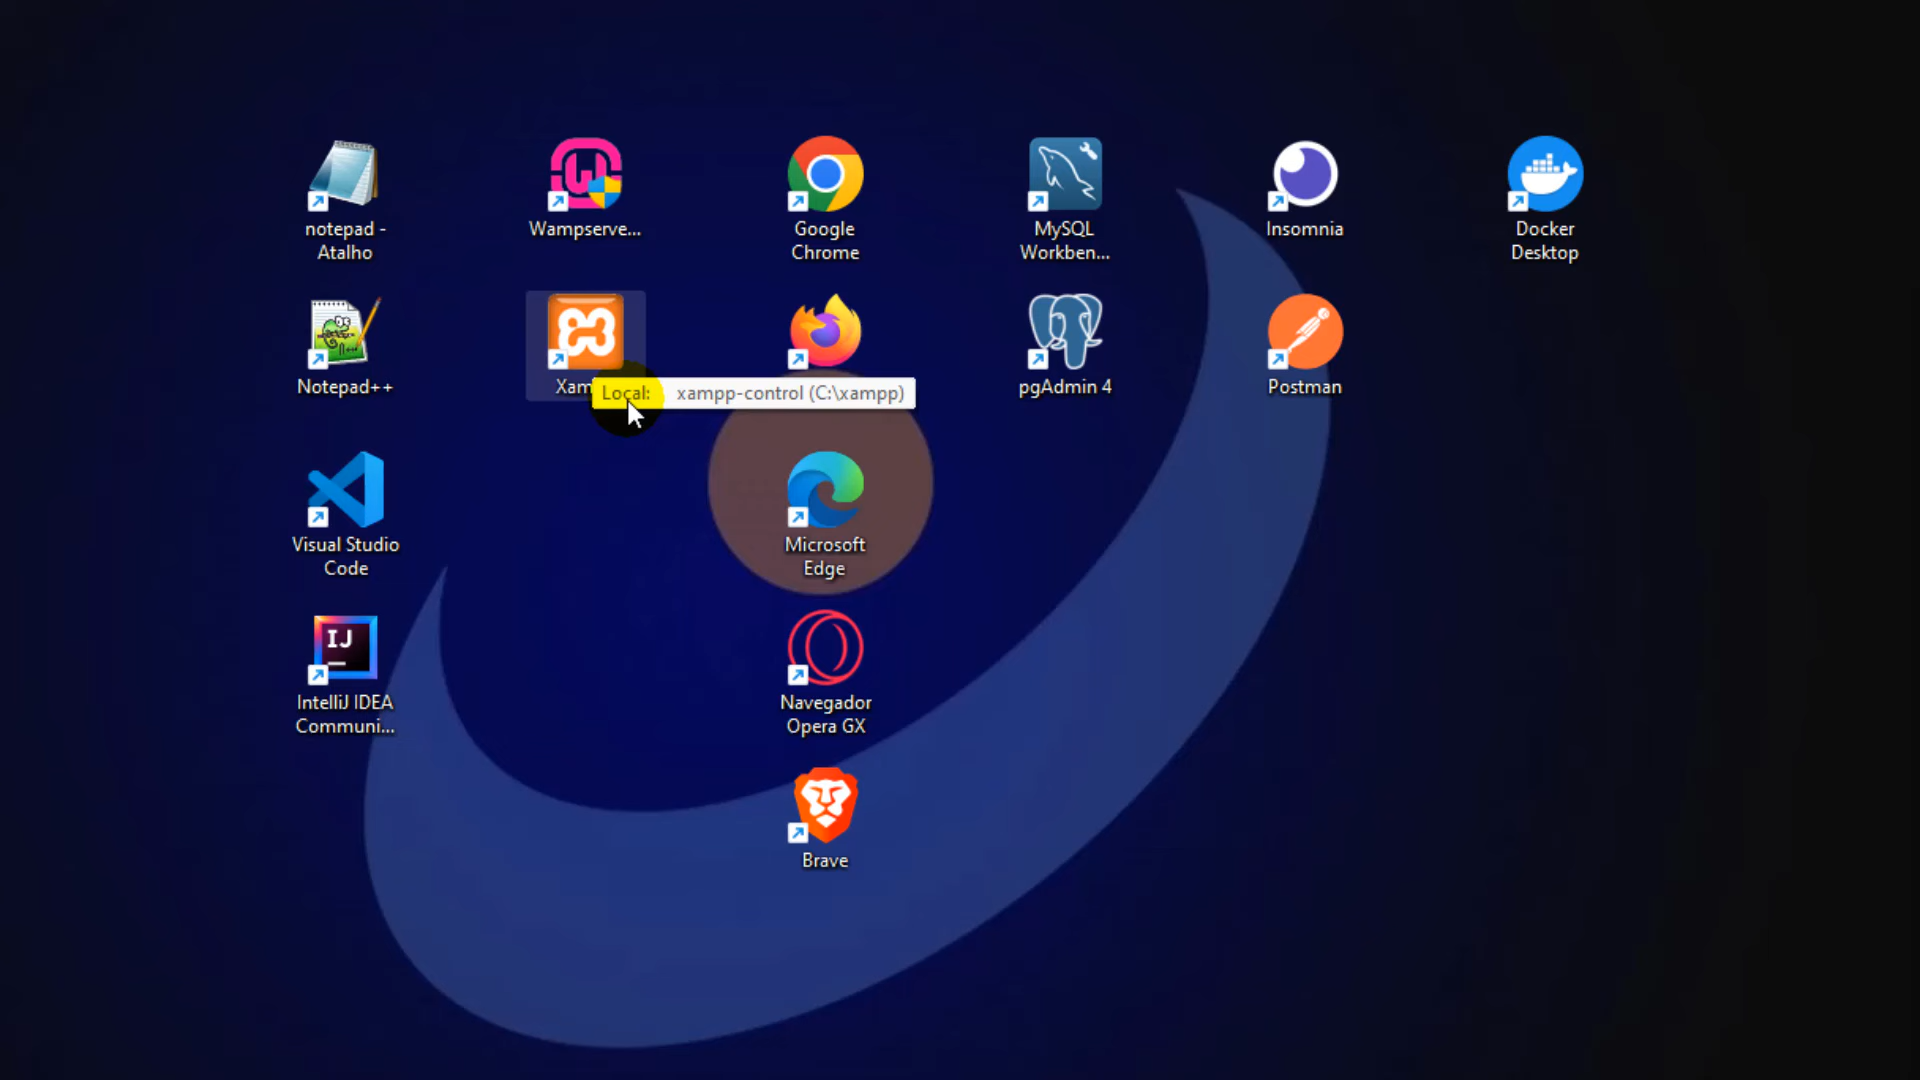 notepad -
Atalho
Wampserve...
Google
Chrome
MySQL
Workben...
Insomnia
Docker
Desktop
Notepad++
Xam
Local: xampp-control (C:\xampp)
pgAdmin 4
Postman
Visual Studio
Code
Microsoft
Edge
IJ
IntelliJ IDEA
Communi...
Navegador
Opera GX
Brave